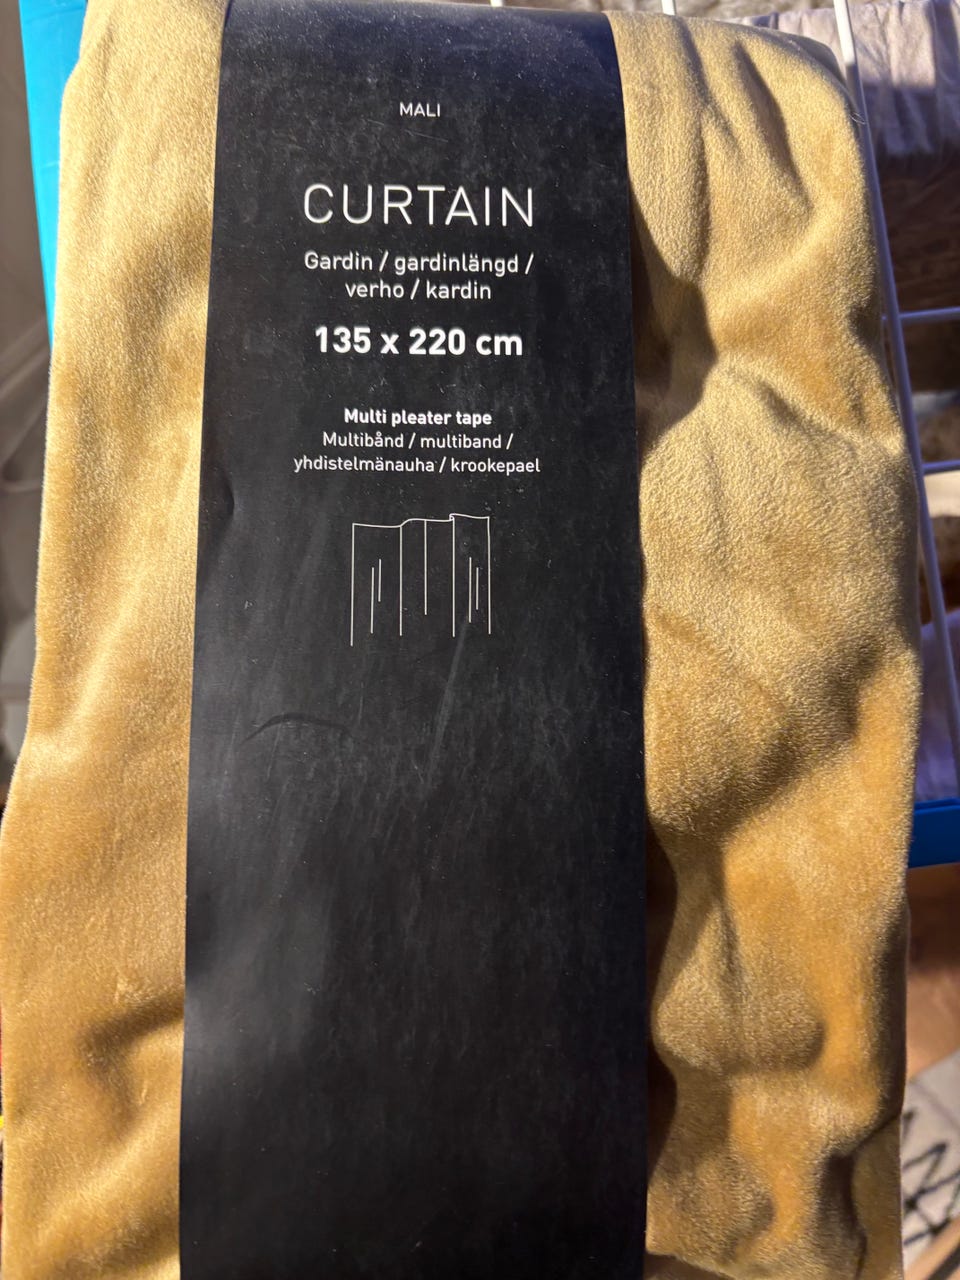 MALI
CURTAIN
Gardin / gardinlängd /
verho / kardin
135 x 220 cm
Multi pleater tape
Multibånd / multiband /
yhdistelmänauha / krookepael